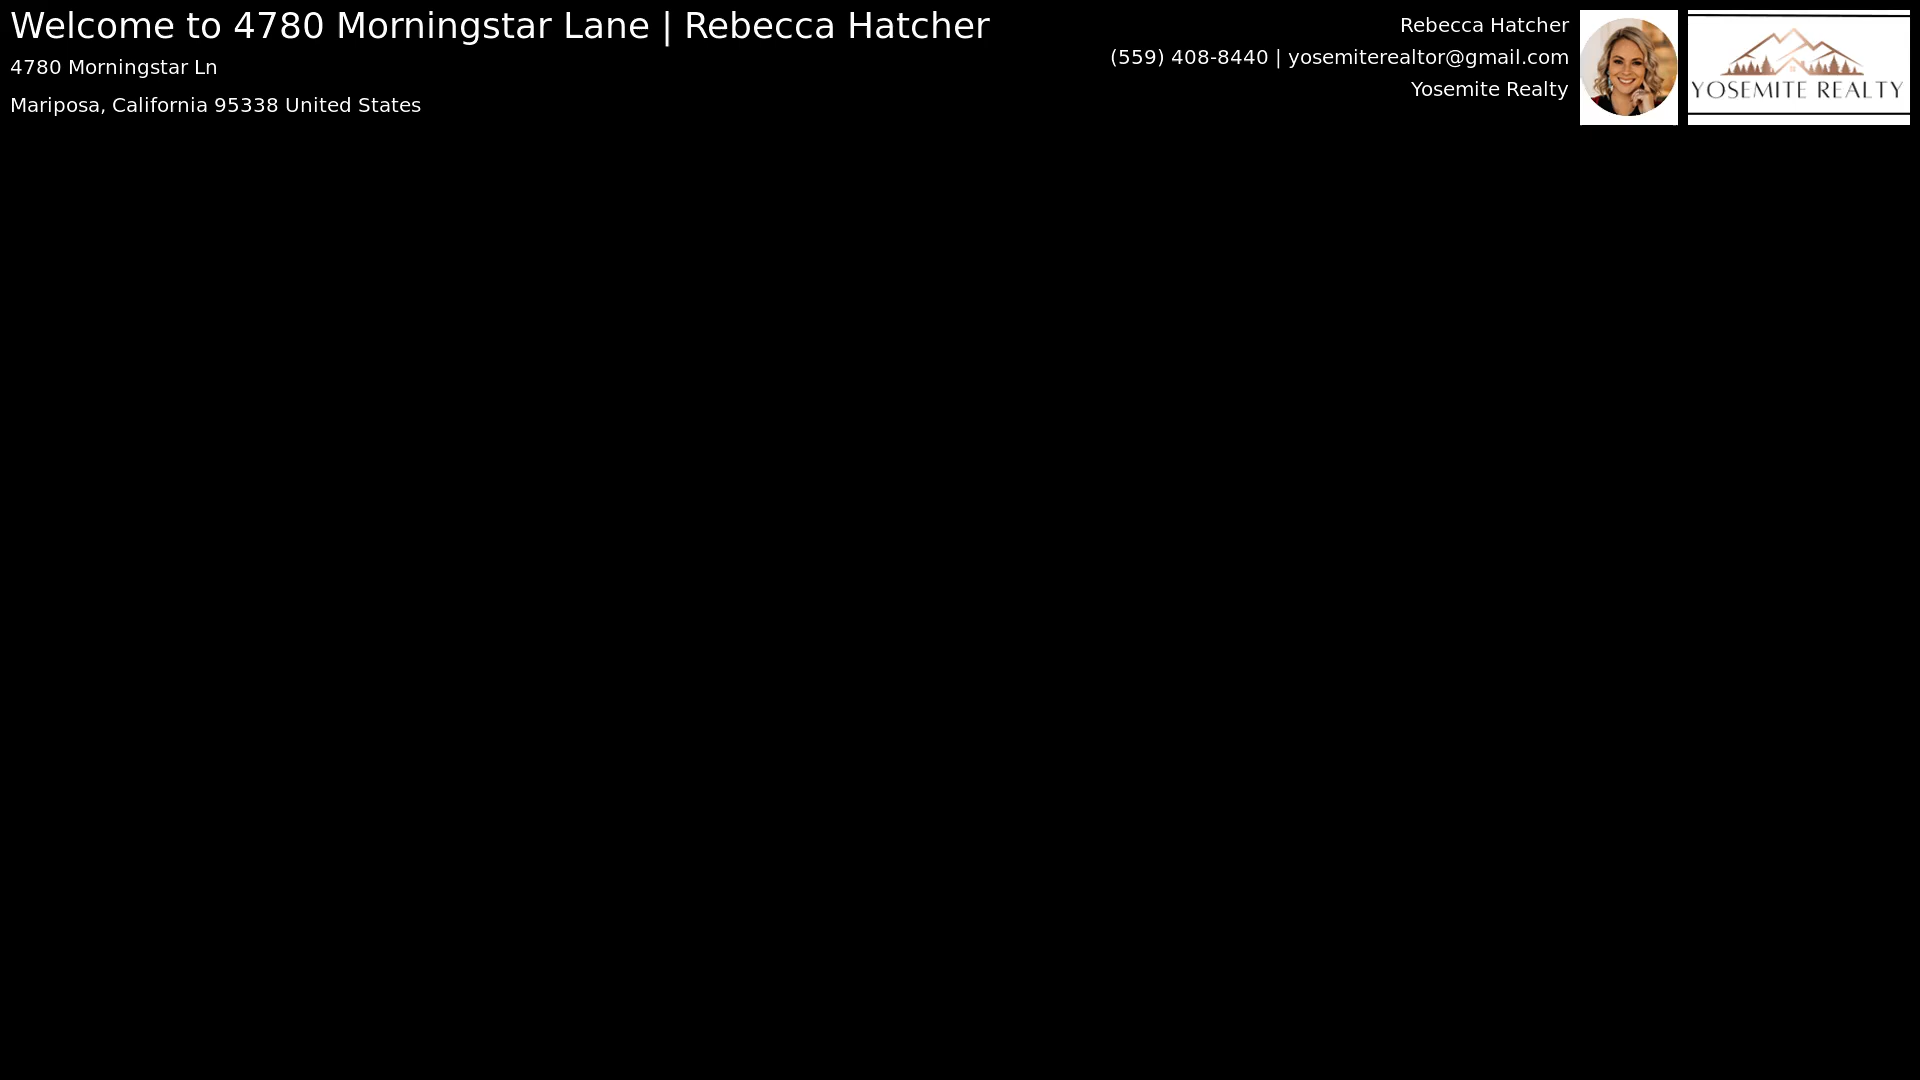 Welcome to 4780 Morningstar Lane | Rebecca Hatcher
4780 Morningstar Ln
Mariposa, California 95338 United States
Rebecca Hatcher
(559) 408-8440 | yosemiterealtor@gmail.com
Yosemite Realty
YOSEMITE REALTY